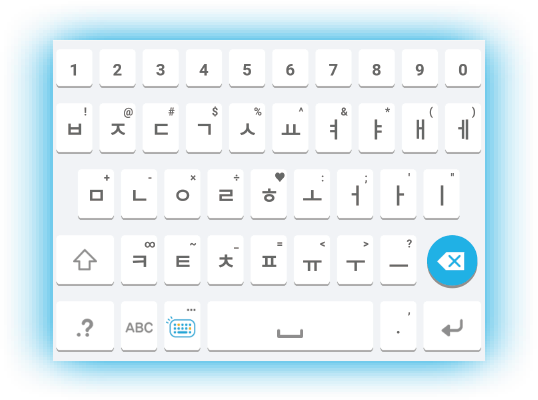 1 2 3 4 5 6 7 8 9 0
! @ # $ % ^ & * ( )
ㅂ ㅈ ㄷ ㄱ ㅅ ㅛ ㅕ ㅑ ㅐ ㅔ
+ - × ÷ ♥ : ; ' "
ㅁ ㄴ ㅇ ㄹ ㅎ ㅗ ㅓ ㅏ ㅣ
∞ ~ _ = < > ?
ㅋ ㅌ ㅊ ㅍ ㅠ ㅜ ㅡ
... ′
.? ABC .